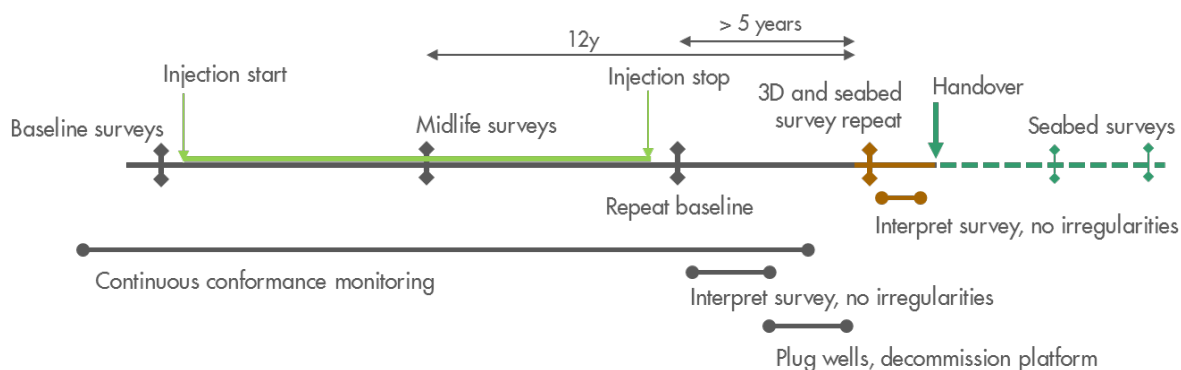 > 5 years
12y
Injection start
Injection stop
3D and seabed
survey repeat
Handover
Baseline surveys
Midlife surveys
Seabed surveys
Repeat baseline
Interpret survey, no irregularities
Continuous conformance monitoring
Interpret survey, no irregularities
Plug wells, decommission platform